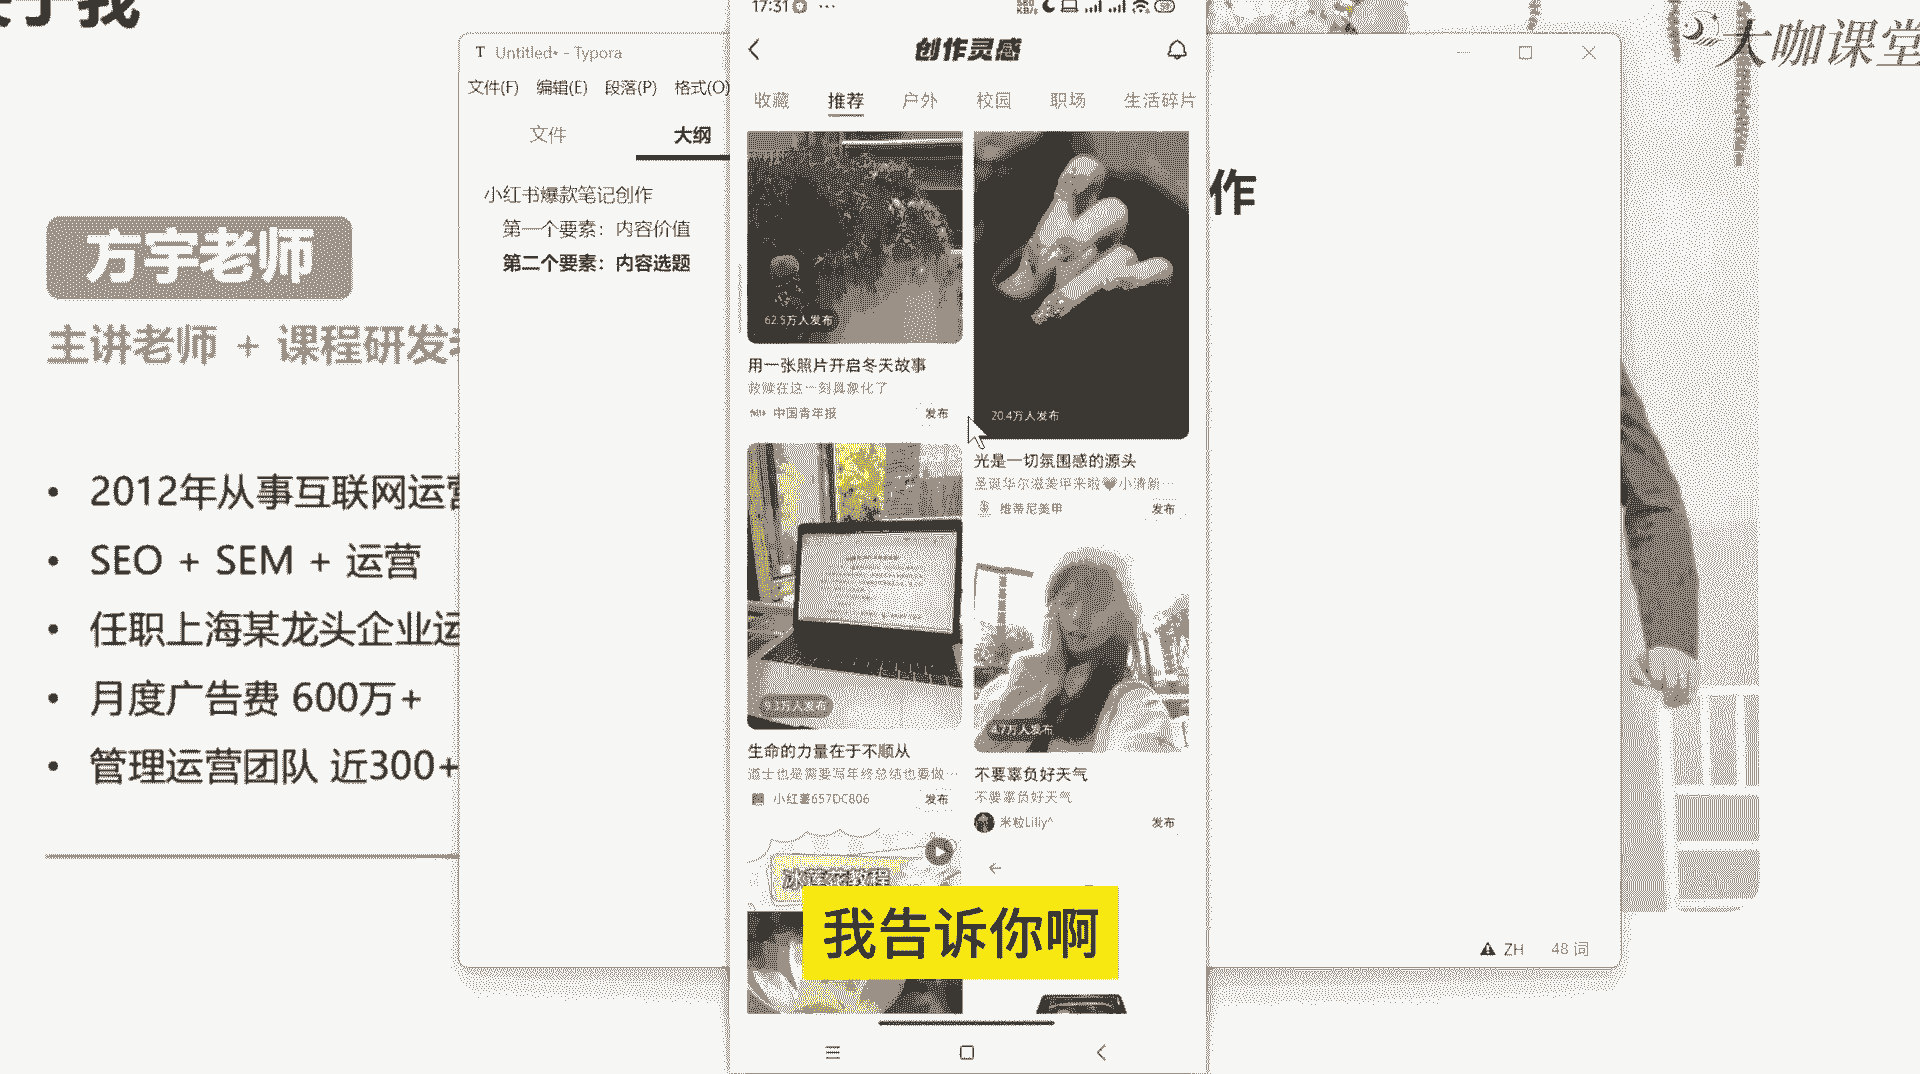 于我
方宇老师
主讲老师 + 课程研发
2012年从事互联网运营
SEO + SEM + 运营
任职上海某龙头企业运
月度广告费 600万+
管理运营团队 近300+
Untitled• - Typora
文件(F) 编辑(E) 段落(P) 格式(O)
文件 大纲
小红书爆款笔记创作
第一个要素：内容价值
第二个要素：内容选题
17:31
创作灵感
收藏 推荐 户外 校园 职场 生活碎片
62.5万人发布
用一张照片开启冬天故事
救赎在这一刻具象化了
中国青年报 发布
20.4万人发布
光是一切氛围感的源头
圣诞华尔滋美甲来啦🖤小清新…
维蒂尼美甲 发布
9.3万人发布
生命的力量在于不顺从
道士也是需要写年终总结也要做…
小红薯657DC806 发布
4.7万人发布
不要辜负好天气
不要辜负好天气
米粒Liliy^ 发布
冰莲花教程
我告诉你啊
作
大咖课堂
ZH 48 词